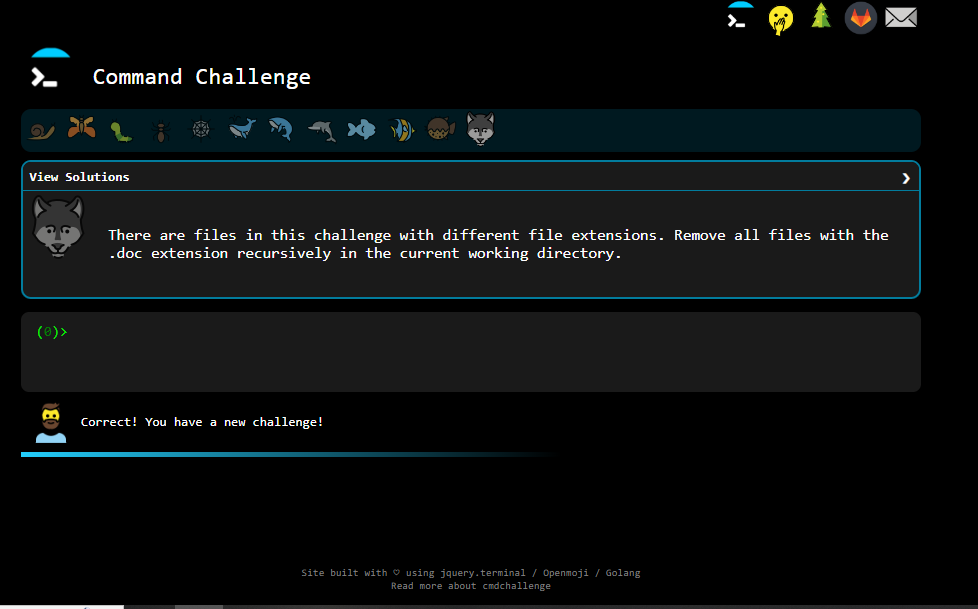 Command Challenge
View Solutions
There are files in this challenge with different file extensions. Remove all files with the
.doc extension recursively in the current working directory.
(0)>
Correct! You have a new challenge!
Site built with ♡ using jquery.terminal / Openmoji / Golang
Read more about cmdchallenge